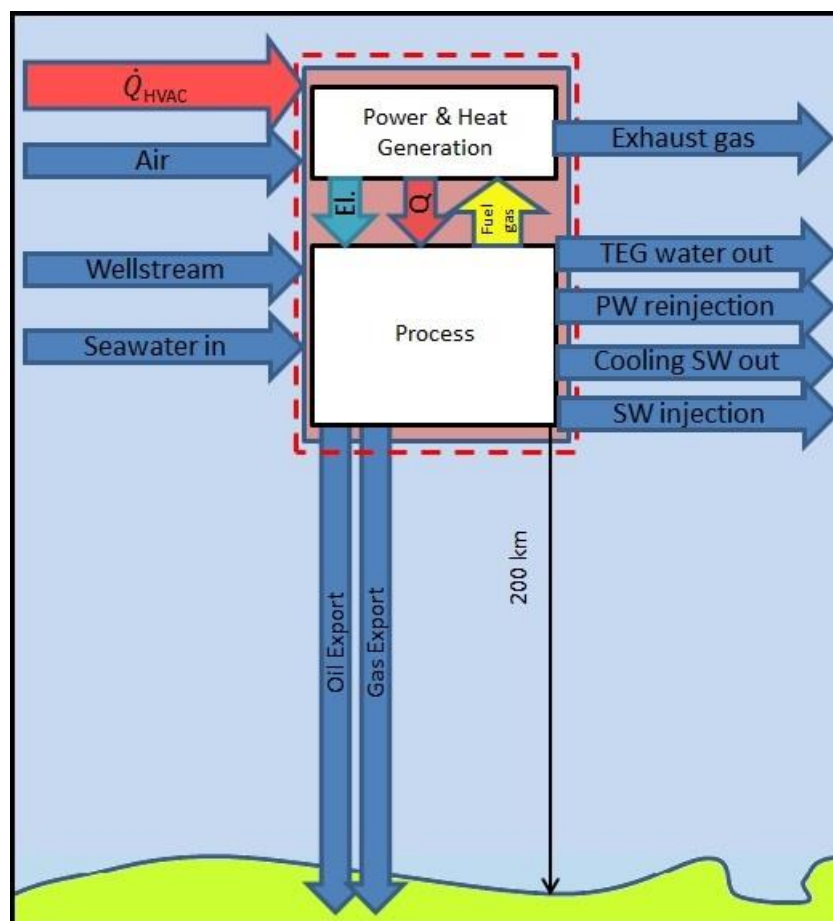 Q̇HVAC
Power & Heat
Generation
Air
Exhaust gas
El.
Q
Fuel
gas
Wellstream
TEG water out
PW reinjection
Seawater in
Process
Cooling SW out
SW injection
200 km
Oil Export
Gas Export